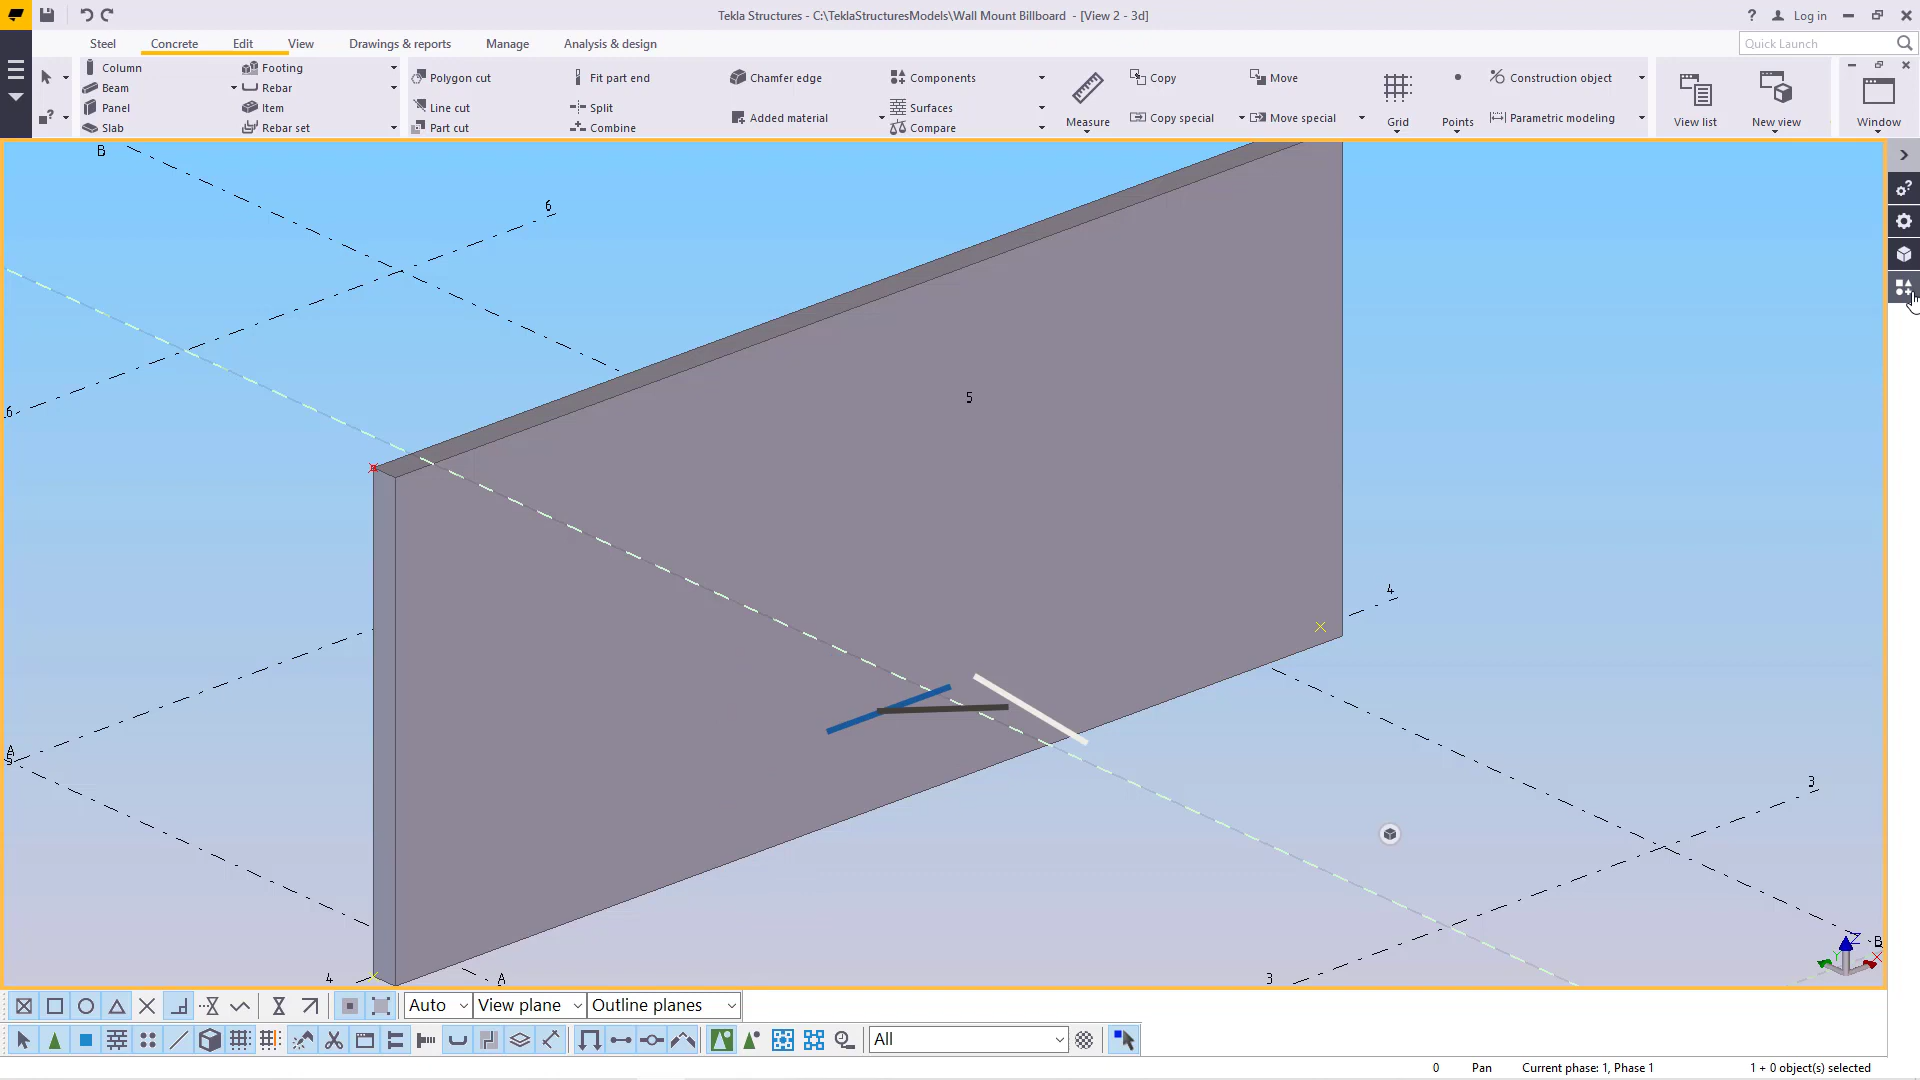 Tekla Structures - C:\TeklaStructuresModels\Wall Mount Billboard - [View 2 - 3d]
? Log in
Steel Concrete Edit View Drawings & reports Manage Analysis & design
Quick Launch
Column Footing Polygon cut Fit part end Chamfer edge Components Copy Move Construction object
Beam Rebar
Panel Item Line cut Split Surfaces
Added material Copy special Move special Parametric modeling
Slab Rebar set Part cut Combine Compare
Measure Grid Points View list New view Window
B
6
6
5
4
A
5
3
4
A
3
B
Z
Y
X
Auto View plane Outline planes
All
0 Pan Current phase: 1, Phase 1 1 + 0 object(s) selected